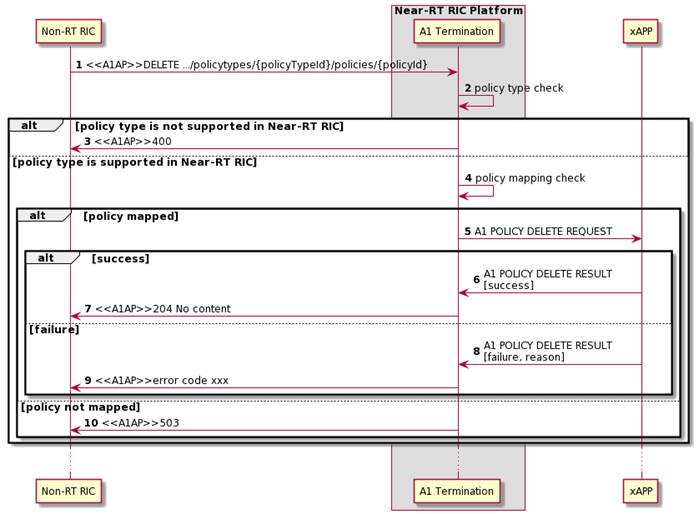 Near-RT RIC Platform
Non-RT RIC
A1 Termination
xAPP
1 <<A1AP>>DELETE .../policytypes/{policyTypeId}/policies/{policyId}
2 policy type check
alt [policy type is not supported in Near-RT RIC]
3 <<A1AP>>400
[policy type is supported in Near-RT RIC]
4 policy mapping check
alt [policy mapped]
5 A1 POLICY DELETE REQUEST
alt [success]
6 A1 POLICY DELETE RESULT
[success]
7 <<A1AP>>204 No content
[failure]
8 A1 POLICY DELETE RESULT
[failure, reason]
9 <<A1AP>>error code xxx
[policy not mapped]
10 <<A1AP>>503
Non-RT RIC
A1 Termination
xAPP